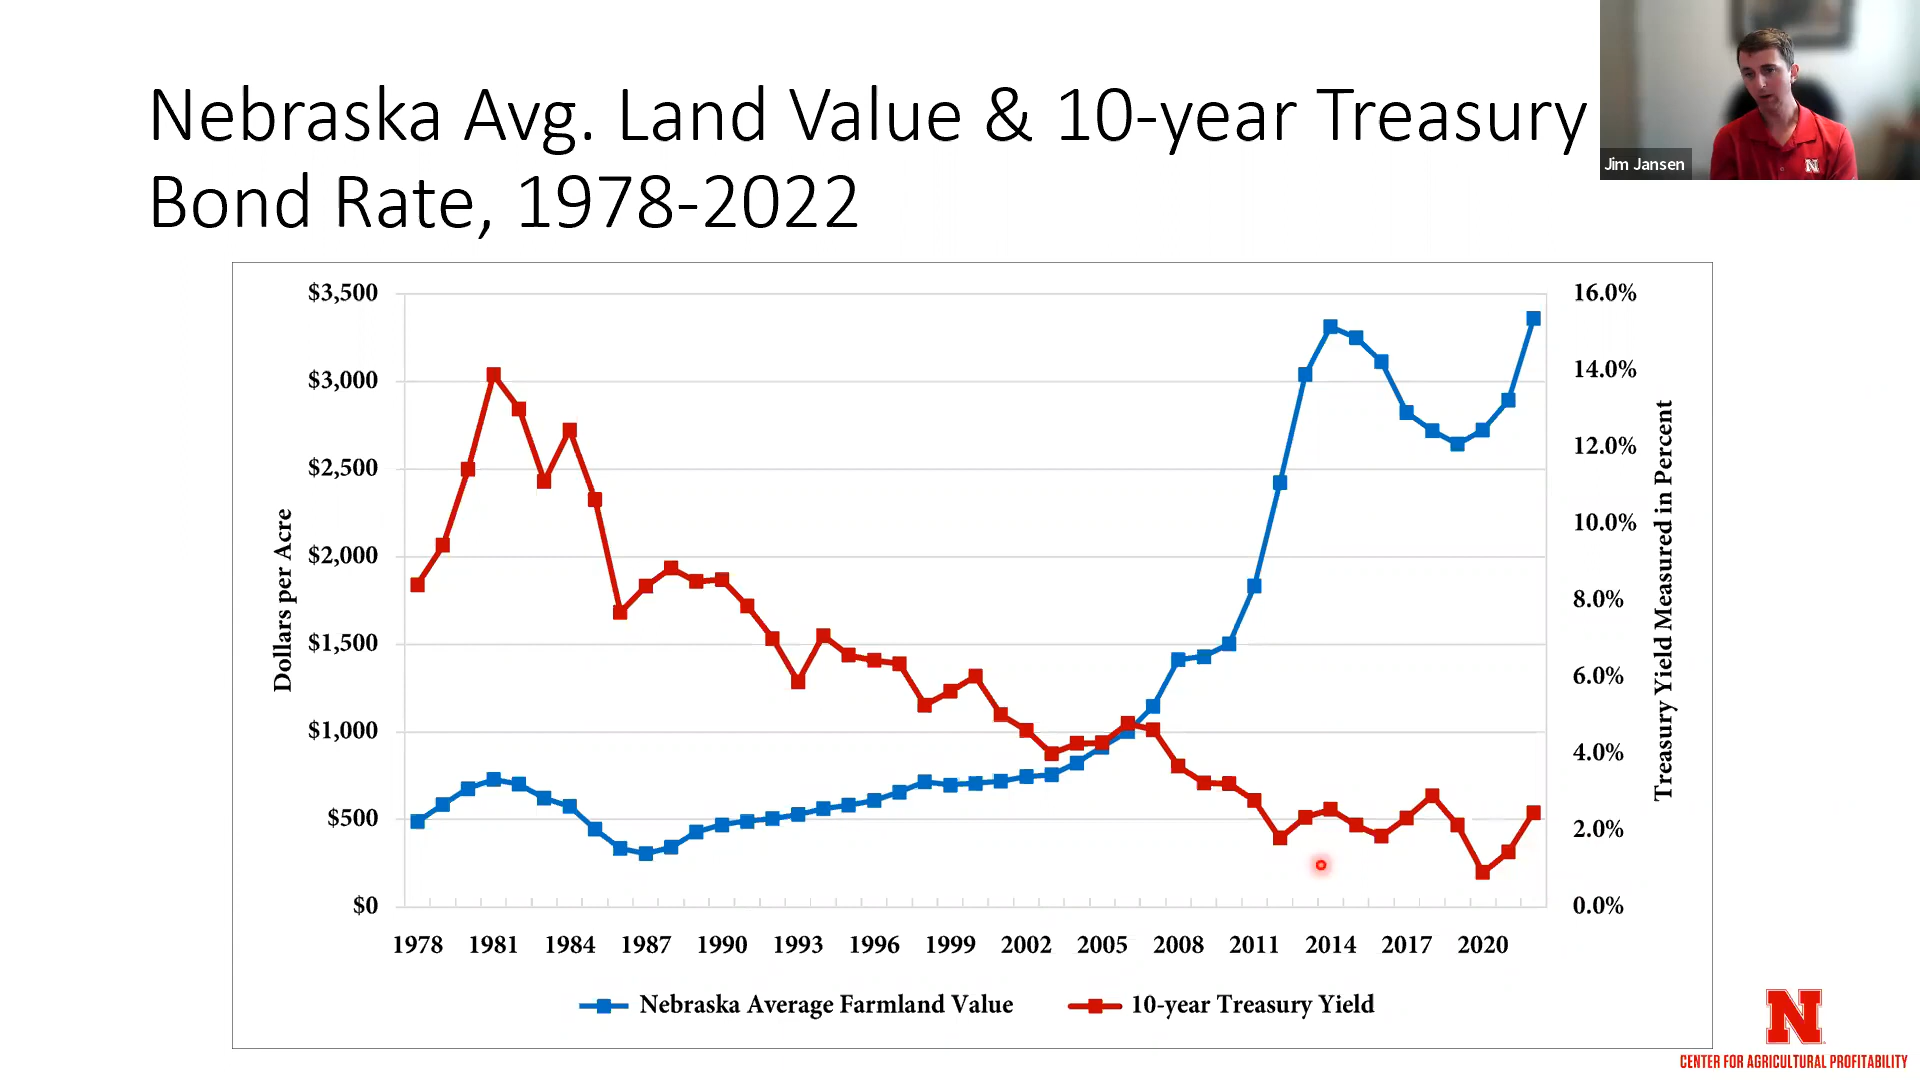 Nebraska Avg. Land Value & 10-year Treasury
Bond Rate, 1978-2022
Jim Jansen
N
$3,500
$3,000
$2,500
$2,000
$1,500
$1,000
$500
$0
Dollars per Acre
16.0%
14.0%
12.0%
10.0%
8.0%
6.0%
4.0%
2.0%
0.0%
Treasury Yield Measured in Percent
1978 1981 1984 1987 1990 1993 1996 1999 2002 2005 2008 2011 2014 2017 2020
Nebraska Average Farmland Value 10-year Treasury Yield
N
CENTER FOR AGRICULTURAL PROFITABILITY